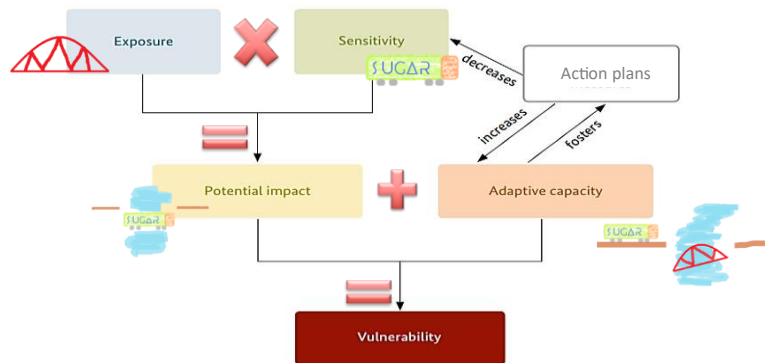 Exposure
Sensitivity
SUGAR
decreases
Action plans
increases
fosters
Potential impact
Adaptive capacity
SUGAR
SUGAR
Vulnerability